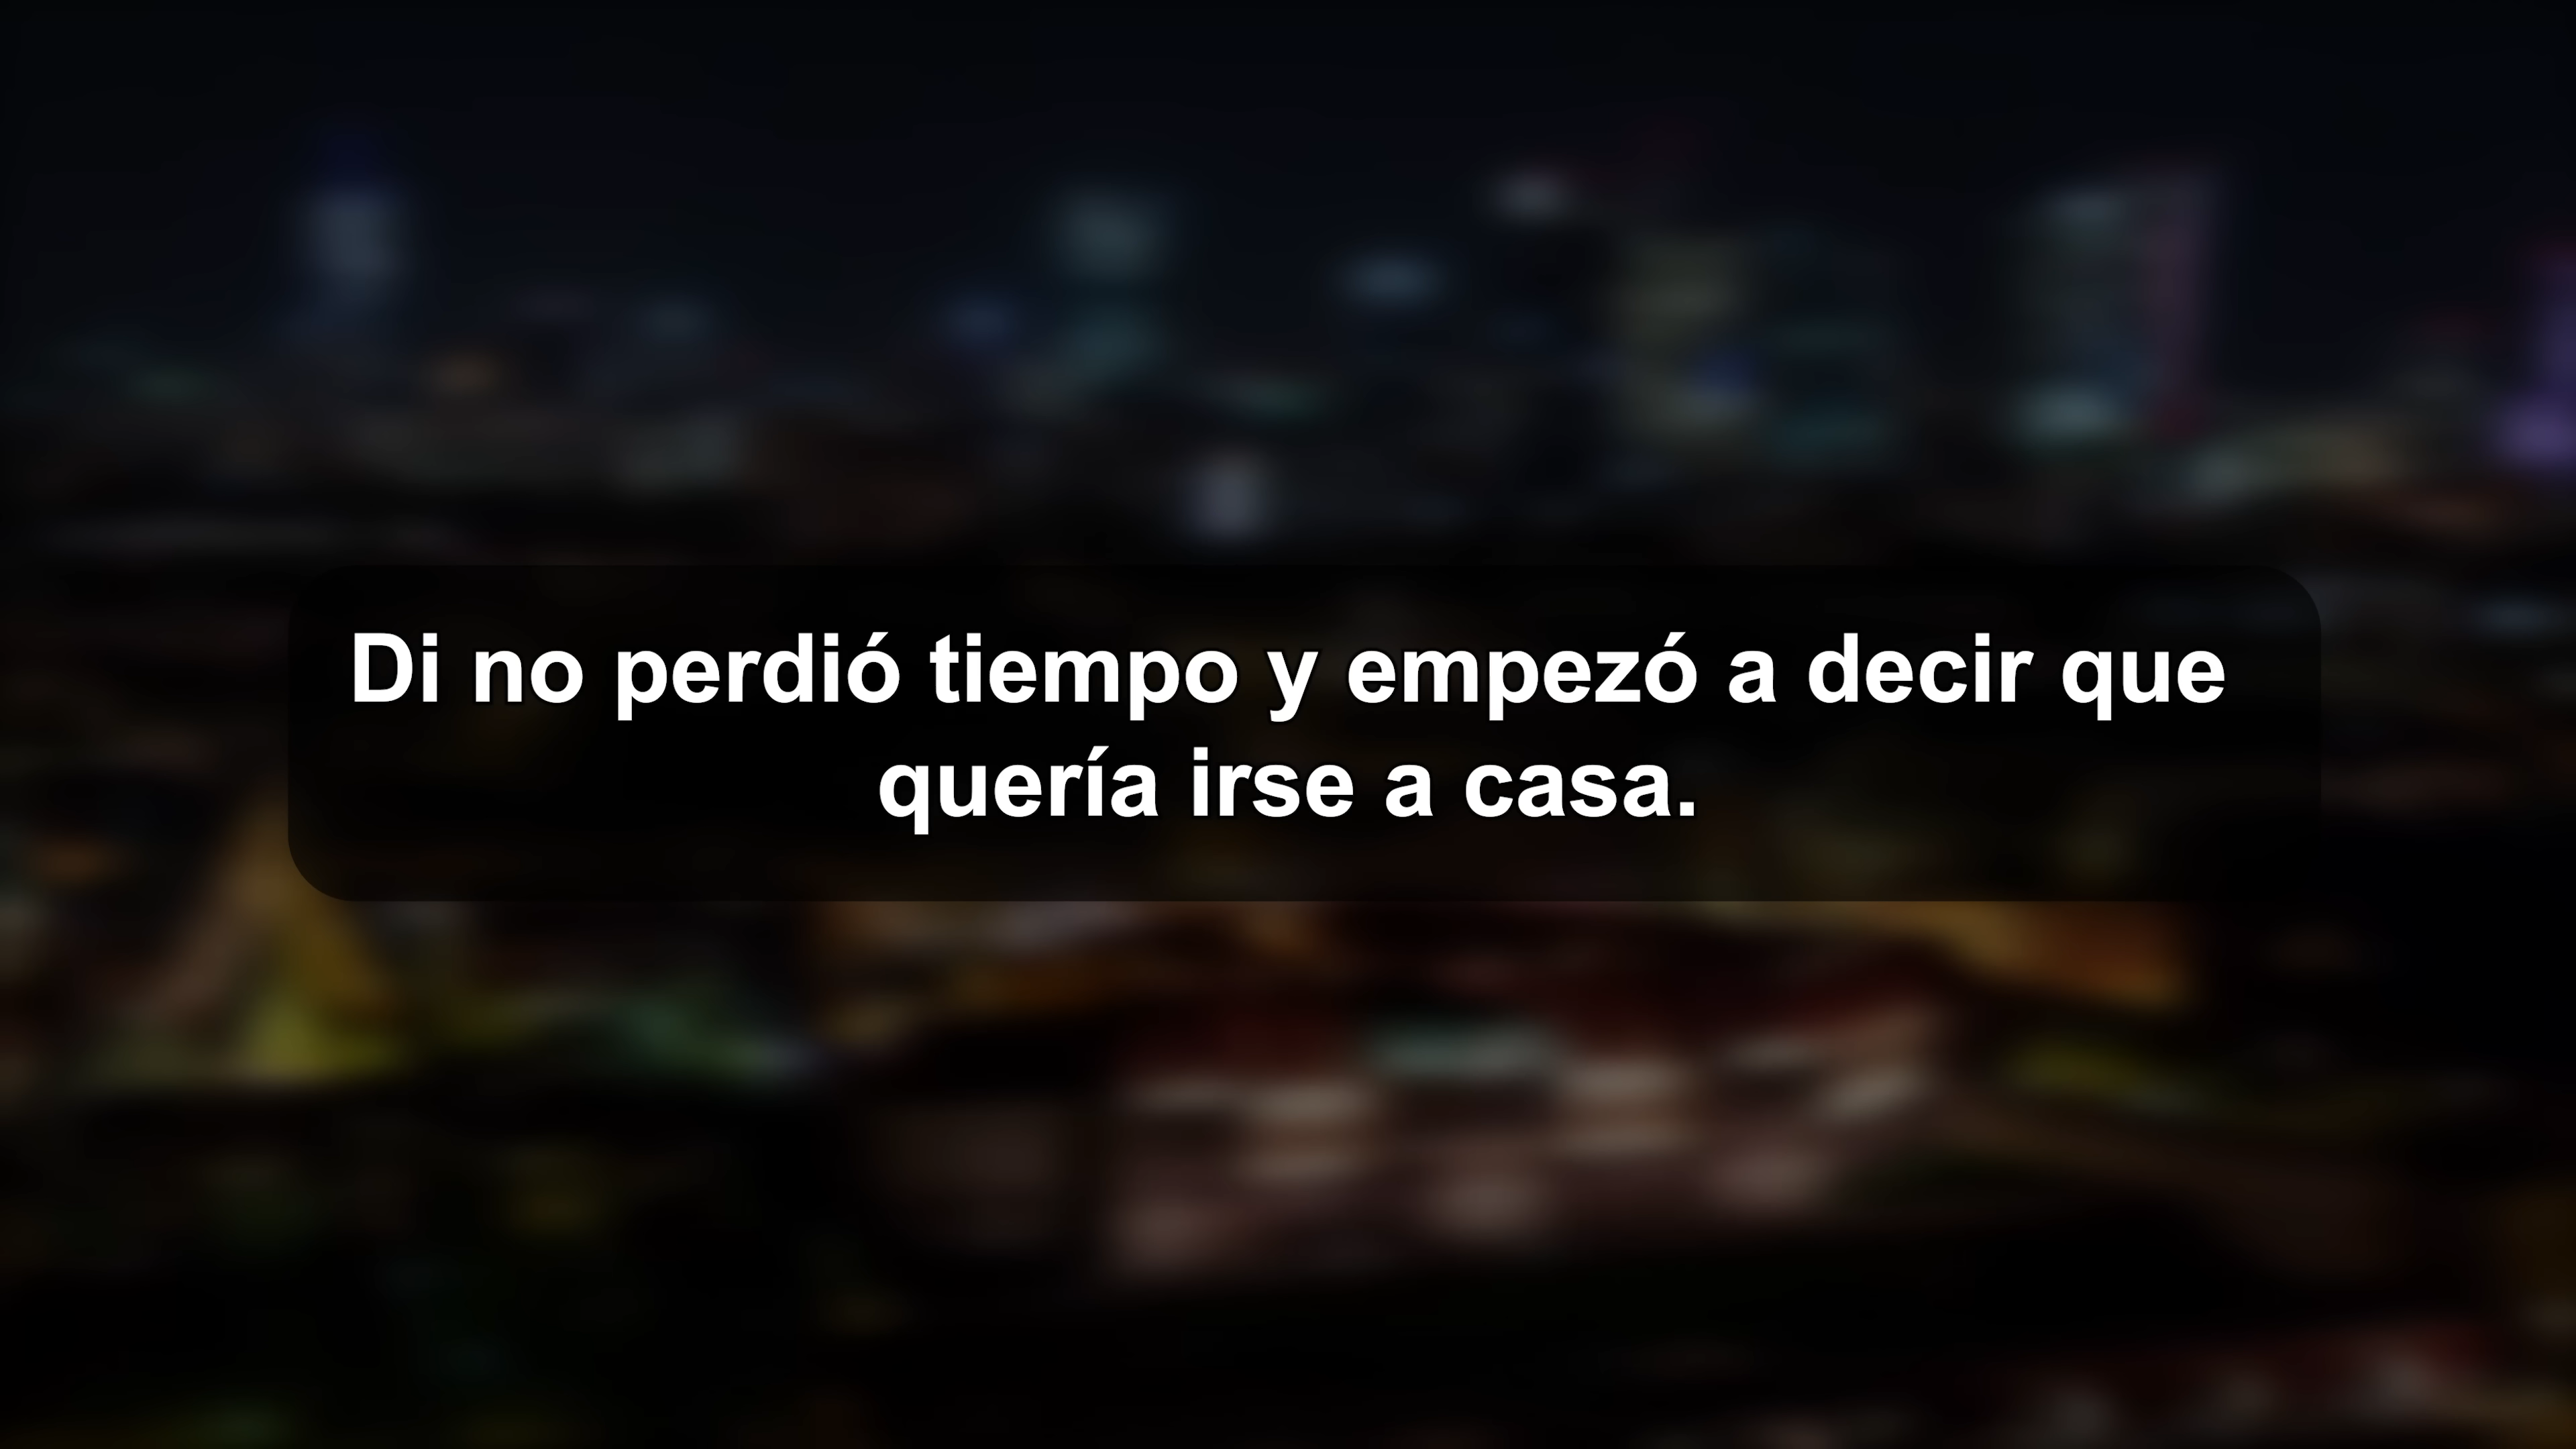 Di no perdió tiempo y empezó a decir que
quería irse a casa.